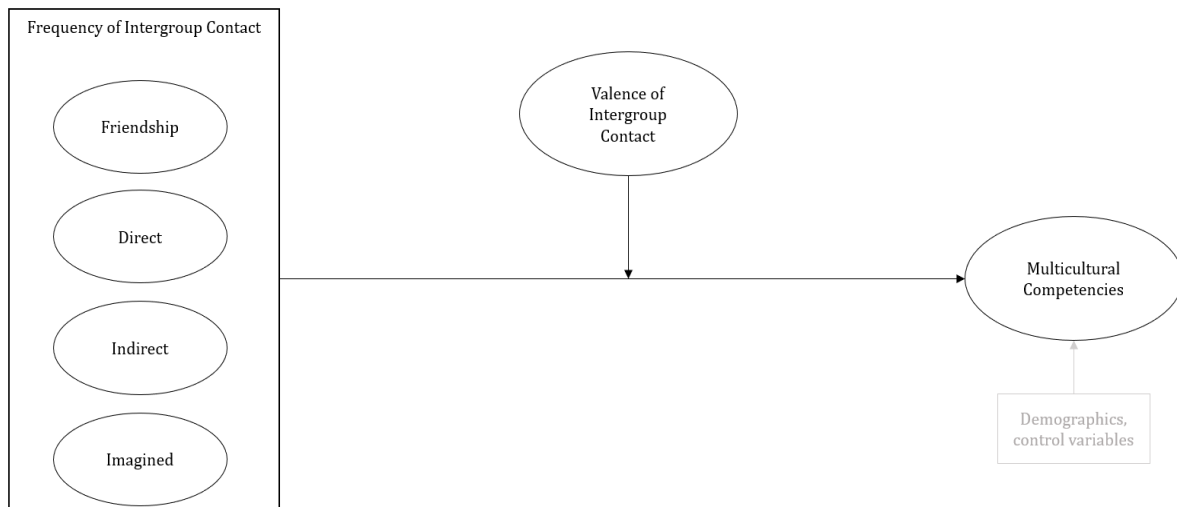 Frequency of Intergroup Contact
Friendship
Direct
Indirect
Imagined
Valence of
Intergroup
Contact
Multicultural
Competencies
Demographics,
control variables